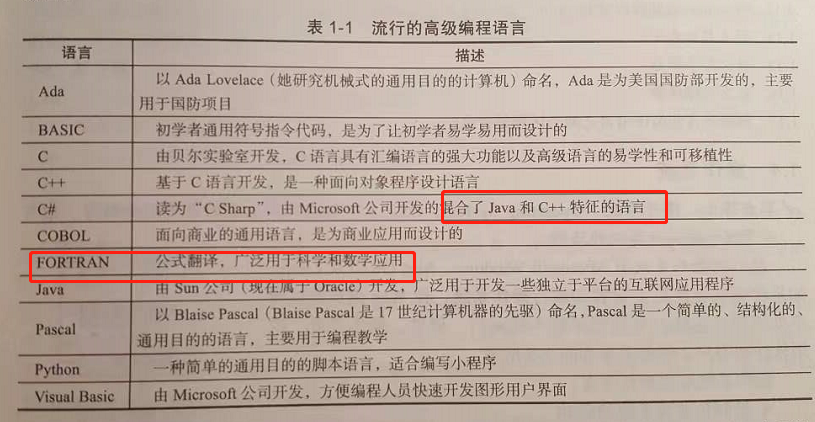 表 1-1 流行的高级编程语言
语言 描述
Ada 以 Ada Lovelace（她研究机械式的通用目的的计算机）命名，Ada 是为美国国防部开发的，主要
用于国防项目
BASIC 初学者通用符号指令代码，是为了让初学者易学易用而设计的
C 由贝尔实验室开发，C 语言具有汇编语言的强大功能以及高级语言的易学性和可移植性
C++ 基于 C 语言开发，是一种面向对象程序设计语言
C# 读为“C Sharp”，由 Microsoft 公司开发的混合了 Java 和 C++ 特征的语言
COBOL 面向商业的通用语言，是为商业应用而设计的
FORTRAN 公式翻译，广泛用于科学和数学应用
Java 由 Sun 公司（现在属于 Oracle）开发，广泛用于开发一些独立于平台的互联网应用程序
Pascal 以 Blaise Pascal（Blaise Pascal 是 17 世纪计算机器的先驱）命名，Pascal 是一个简单的、结构化的、
通用目的的语言，主要用于编程教学
Python 一种简单的通用目的的脚本语言，适合编写小程序
Visual Basic 由 Microsoft 公司开发，方便编程人员快速开发图形用户界面